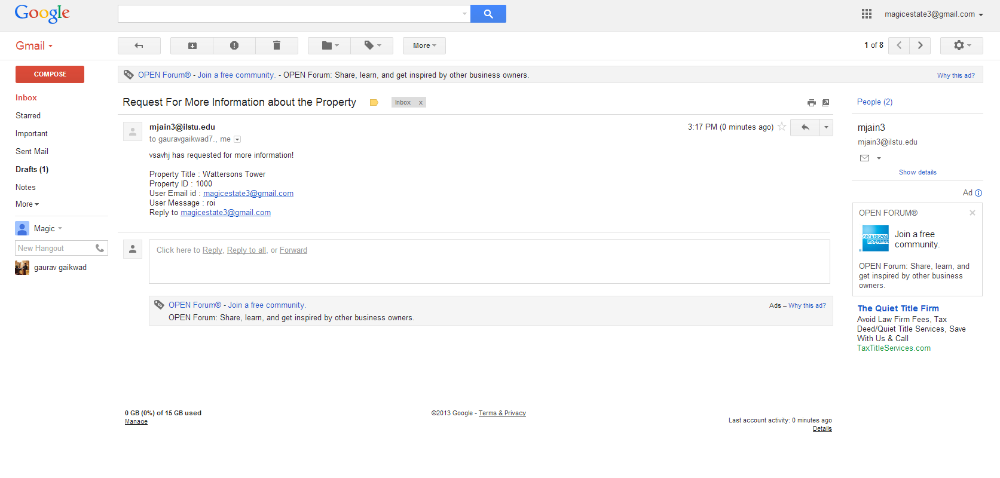 Google
magicestate3@gmail.com
Gmail
More
1 of 8
COMPOSE
OPEN Forum® - Join a free community. - OPEN Forum: Share, learn, and get inspired by other business owners.
Why this ad?
Inbox
Starred
Important
Sent Mail
Drafts (1)
Notes
More
Magic
New Hangout
gaurav gaikwad
Request For More Information about the Property
Inbox x
mjain3@ilstu.edu
3:17 PM (0 minutes ago)
to gauravgaikwad7., me
vsavhj has requested for more information!
Property Title : Wattersons Tower
Property ID : 1000
User Email id : magicestate3@gmail.com
User Message : roi
Reply to magicestate3@gmail.com
Click here to Reply, Reply to all, or Forward
OPEN Forum® - Join a free community.
Ads – Why this ad?
OPEN Forum: Share, learn, and get inspired by other business owners.
People (2)
mjain3
mjain3@ilstu.edu
Show details
Ad
OPEN FORUM®
AMERICAN
EXPRESS
Join a free
community.
OPEN Forum: Share, learn, and
get inspired by other business
owners.
The Quiet Title Firm
Avoid Law Firm Fees, Tax
Deed/Quiet Title Services, Save
With Us & Call
TaxTitleServices.com
0 GB (0%) of 15 GB used
Manage
©2013 Google - Terms & Privacy
Last account activity: 0 minutes ago
Details